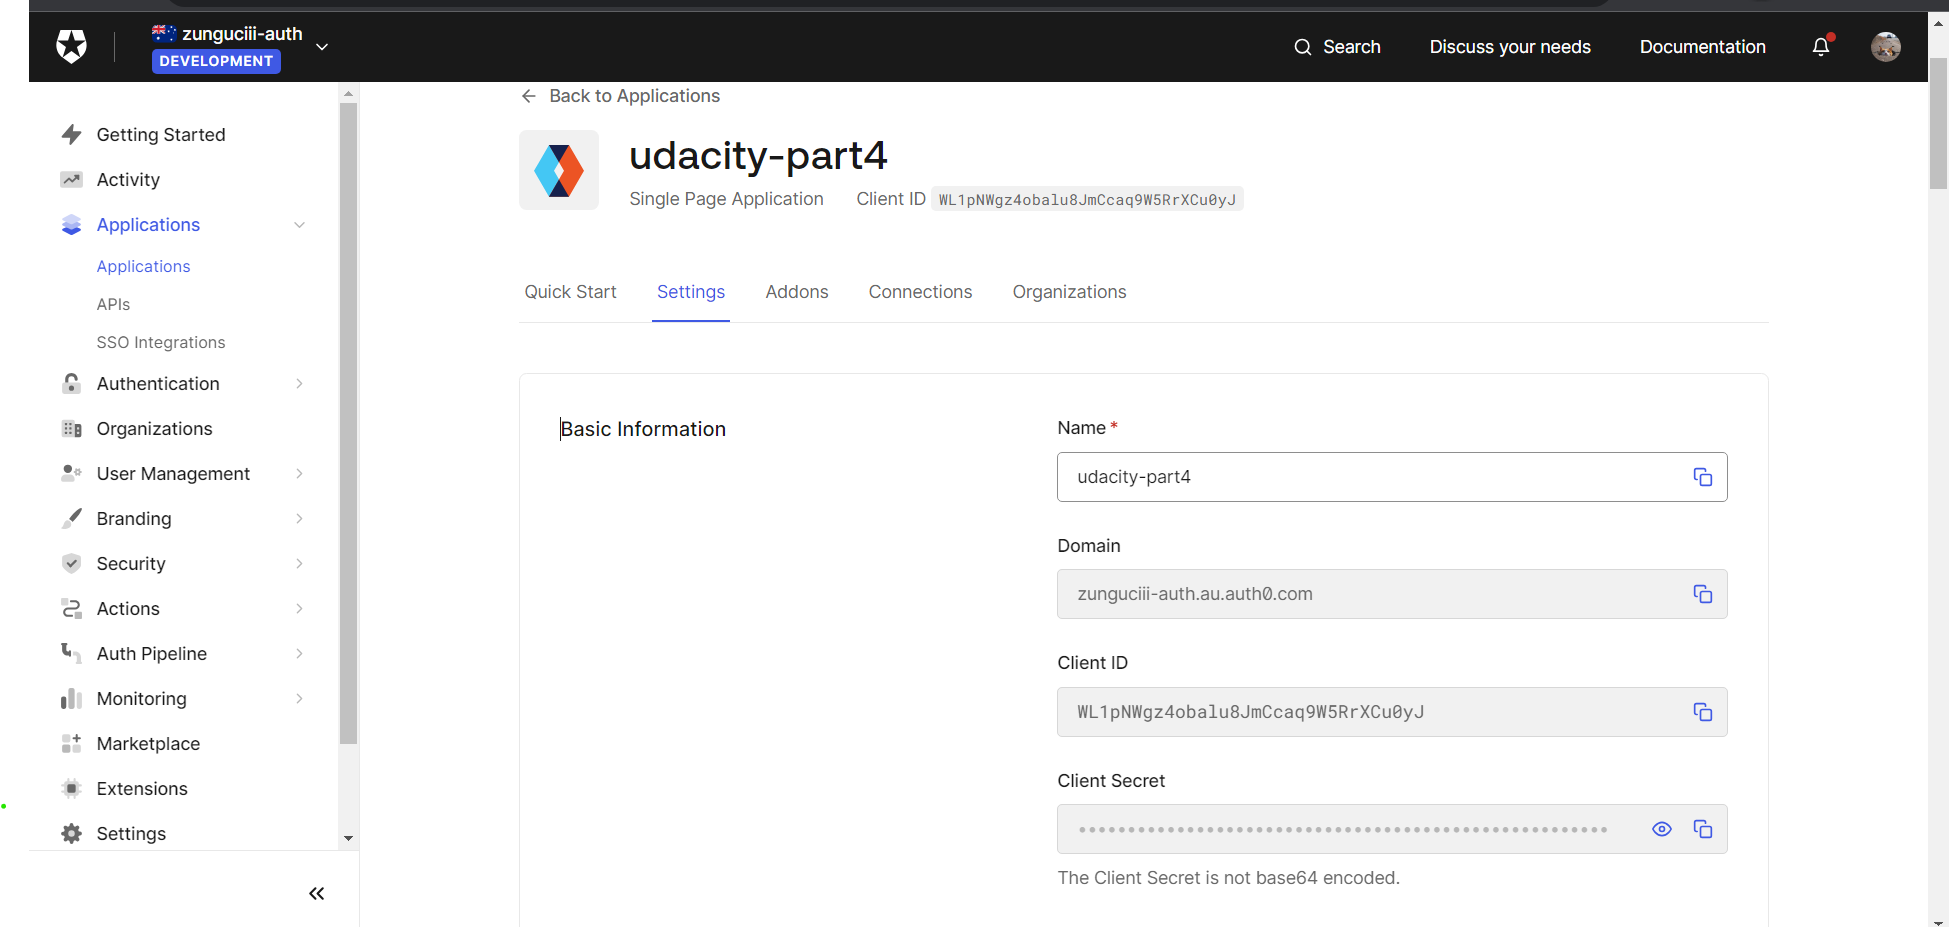 zunguciii-auth
DEVELOPMENT
Search
Discuss your needs
Documentation
Getting Started
Activity
Applications
Applications
APIs
SSO Integrations
Authentication
Organizations
User Management
Branding
Security
Actions
Auth Pipeline
Monitoring
Marketplace
Extensions
Settings
Back to Applications
udacity-part4
Single Page Application Client ID WL1pNWgz4obalu8JmCcaq9W5RrXCu0yJ
Quick Start Settings Addons Connections Organizations
Basic Information
Name *
udacity-part4
Domain
zunguciii-auth.au.auth0.com
Client ID
WL1pNWgz4obalu8JmCcaq9W5RrXCu0yJ
Client Secret
The Client Secret is not base64 encoded.